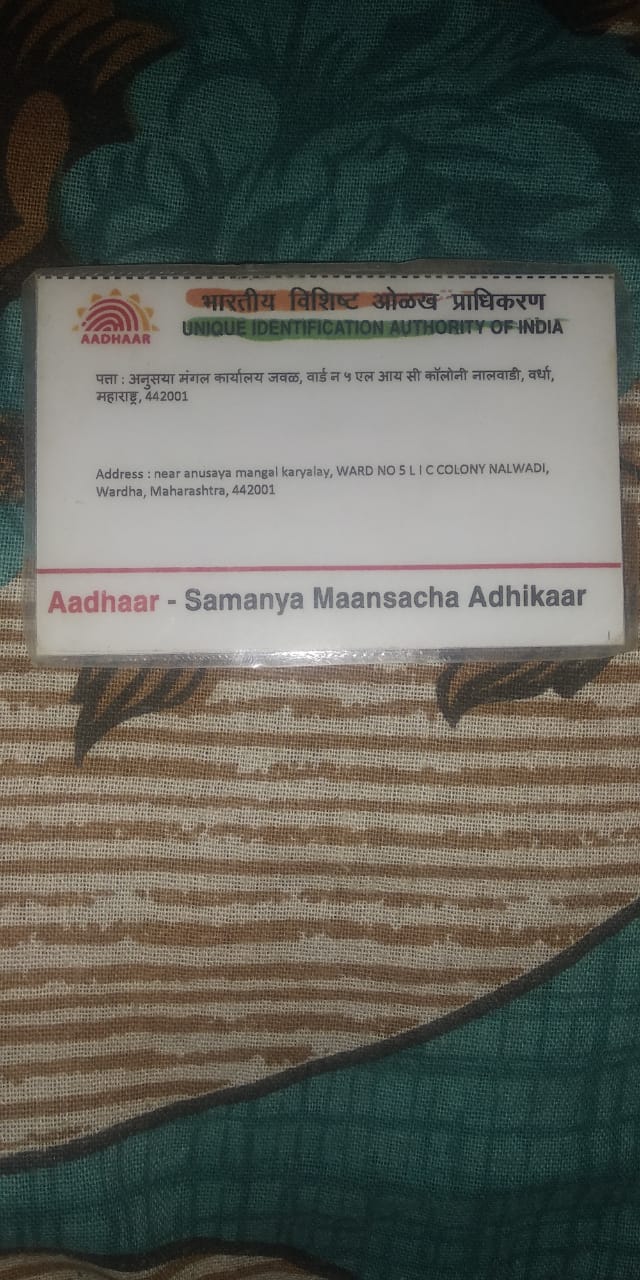 भारतीय विशिष्ट ओळख प्राधिकरण
AADHAAR
UNIQUE IDENTIFICATION AUTHORITY OF INDIA
पत्ता : अनुसया मंगल कार्यालय जवळ, वार्ड न ५ एल आय सी कॉलोनी नालवाडी, वर्धा,
महाराष्ट्र, 442001
Address : near anusaya mangal karyalay, WARD NO 5 L I C COLONY NALWADI,
Wardha, Maharashtra, 442001
Aadhaar - Samanya Maansacha Adhikaar